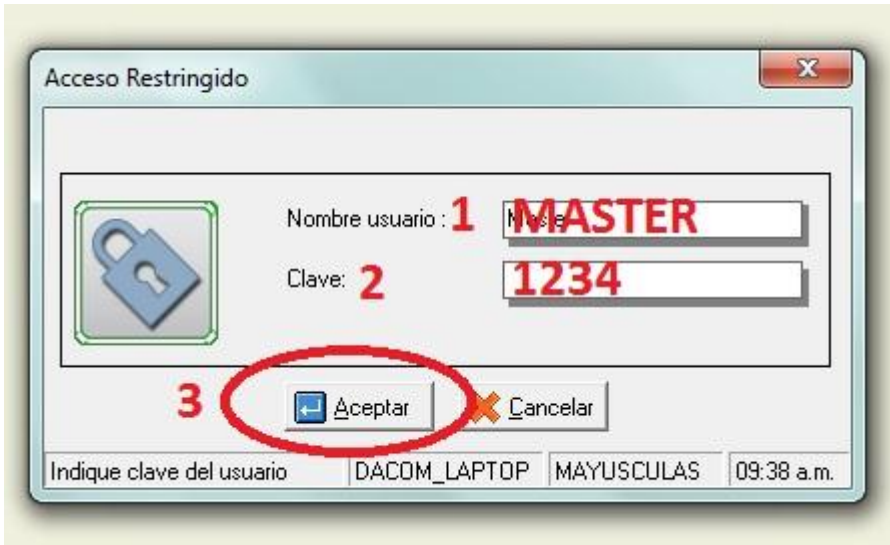 Acceso Restringido
Nombre usuario : 1 MASTER
Clave: 2 1234
3 Aceptar Cancelar
Indique clave del usuario DACOM_LAPTOP MAYUSCULAS 09:38 a.m.